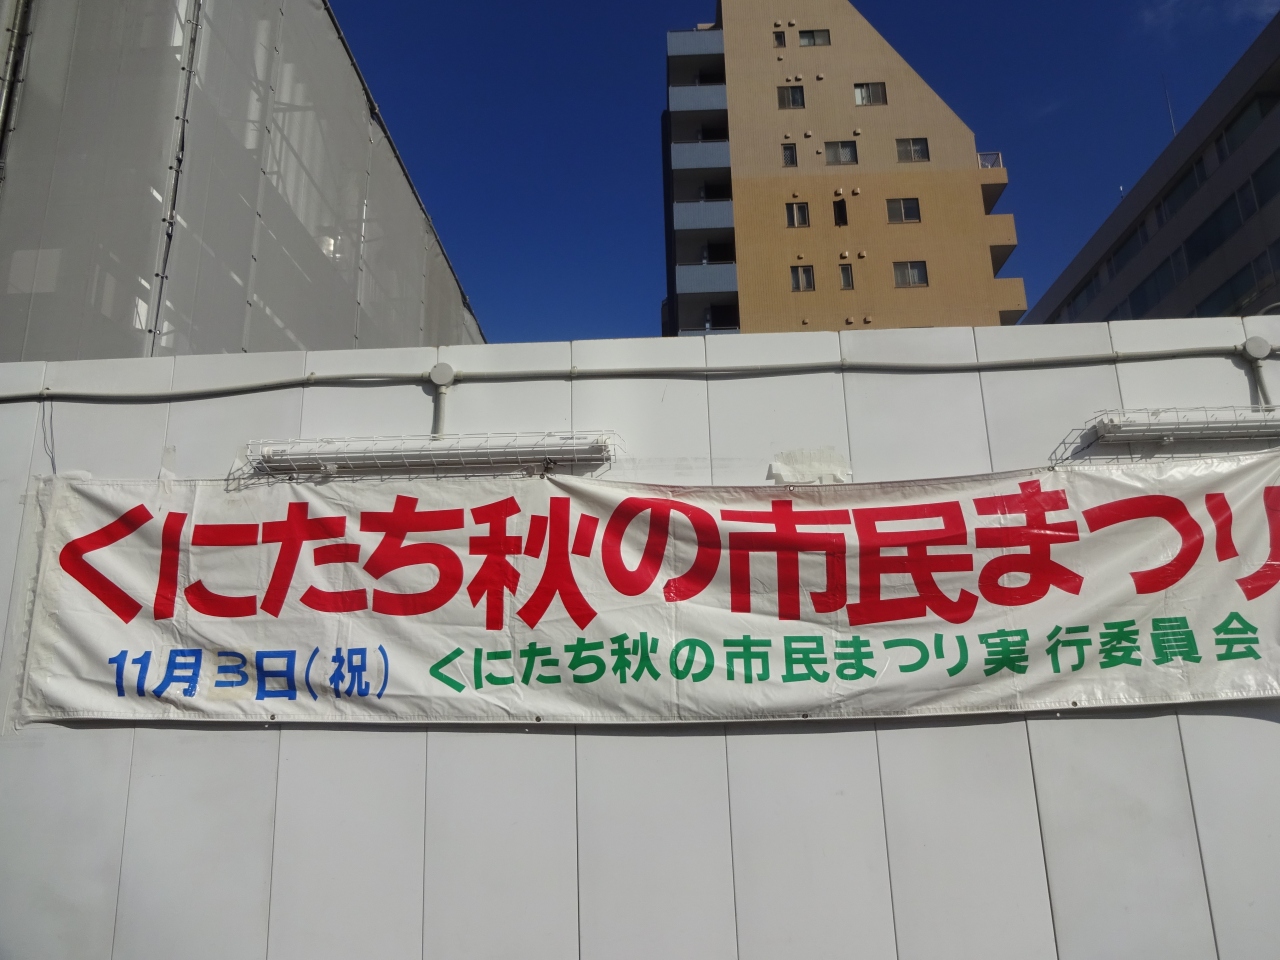 くにたち秋の市民まつり
11月3日(祝) くにたち秋の市民まつり実行委員会